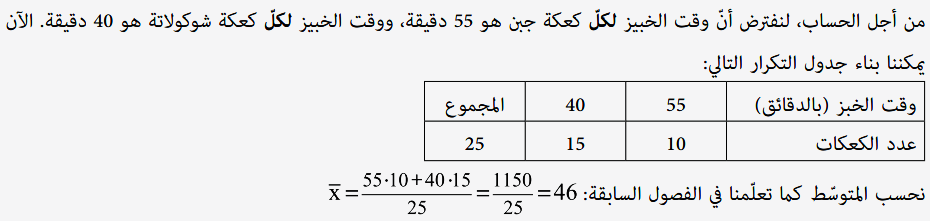 من أجل الحساب، لنفترض أنّ وقت الخبيز لكلّ كعكة جبن هو 55 دقيقة، ووقت الخبيز لكلّ كعكة شوكولاتة هو 40 دقيقة. الآن
يمكننا بناء جدول التكرار التالي:
وقت الخبز (بالدقائق) 55 40 المجموع
عدد الكعكات 10 15 25
نحسب المتوسّط كما تعلّمنا في الفصول السابقة: x̅ = (55·10+40·15)/25 = 1150/25 = 46